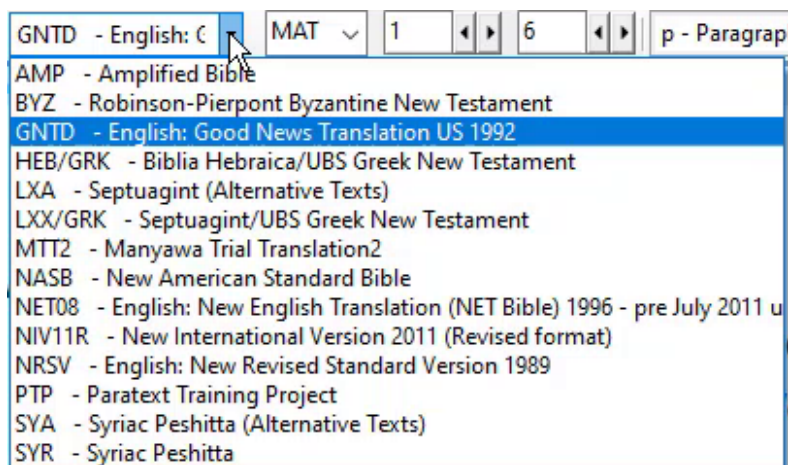 GNTD - English: G MAT 1 6 p - Paragrap
AMP - Amplified Bible
BYZ - Robinson-Pierpont Byzantine New Testament
GNTD - English: Good News Translation US 1992
HEB/GRK - Biblia Hebraica/UBS Greek New Testament
LXA - Septuagint (Alternative Texts)
LXX/GRK - Septuagint/UBS Greek New Testament
MTT2 - Manyawa Trial Translation2
NASB - New American Standard Bible
NET08 - English: New English Translation (NET Bible) 1996 - pre July 2011 u
NIV11R - New International Version 2011 (Revised format)
NRSV - English: New Revised Standard Version 1989
PTP - Paratext Training Project
SYA - Syriac Peshitta (Alternative Texts)
SYR - Syriac Peshitta